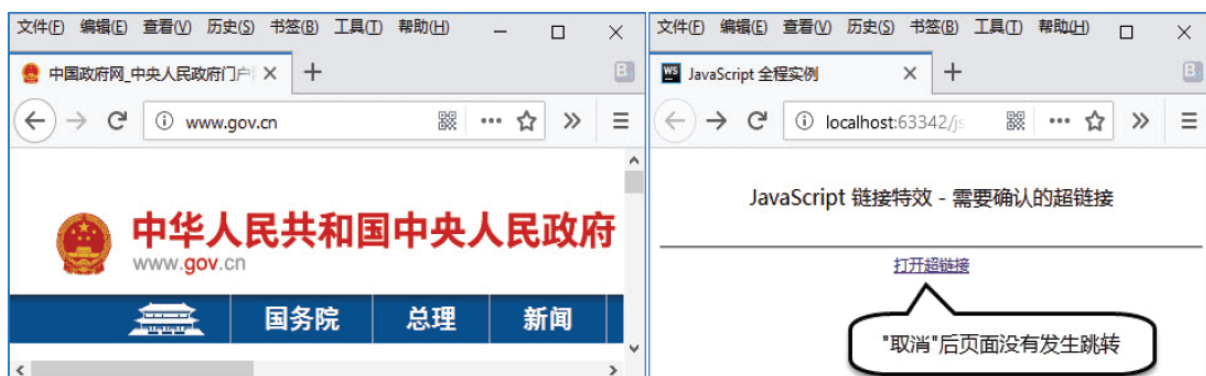 文件(F) 编辑(E) 查看(V) 历史(S) 书签(B) 工具(T) 帮助(H)
中国政府网_中央人民政府门户
www.gov.cn
中华人民共和国中央人民政府
www.gov.cn
国务院 总理 新闻
文件(F) 编辑(E) 查看(V) 历史(S) 书签(B) 工具(T) 帮助(H)
WS JavaScript 全程实例
localhost:63342/js
JavaScript 链接特效 - 需要确认的超链接
打开超链接
"取消"后页面没有发生跳转